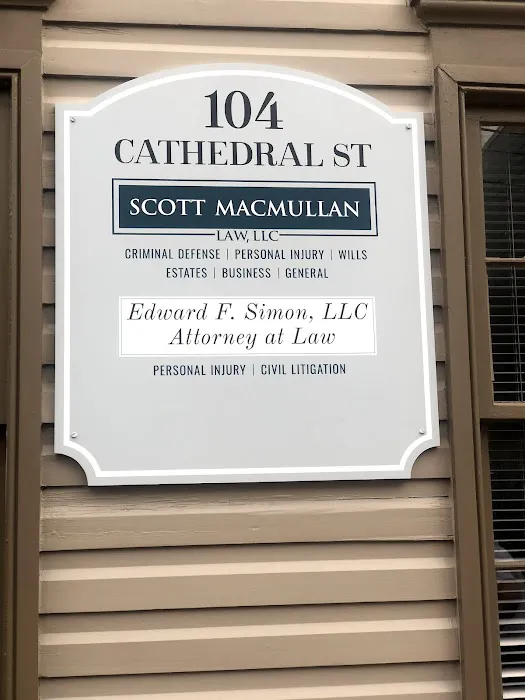 104
CATHEDRAL ST
SCOTT MACMULLAN
LAW, LLC
CRIMINAL DEFENSE | PERSONAL INJURY | WILLS
ESTATES | BUSINESS | GENERAL
Edward F. Simon, LLC
Attorney at Law
PERSONAL INJURY | CIVIL LITIGATION